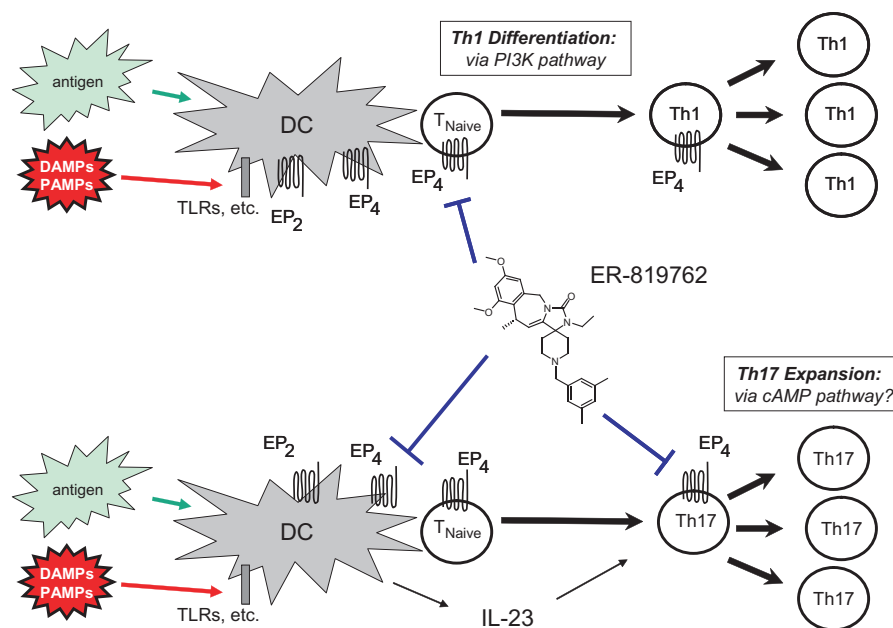 Th1 Differentiation:
via PI3K pathway
antigen
DC
TNaive
Th1
Th1
Th1
Th1
DAMPs
PAMPs
TLRs, etc.
EP2
EP4
EP4
EP4
ER-819762
O
O
O
N
N
N
Th17 Expansion:
via cAMP pathway?
EP2
EP4
EP4
EP4
antigen
DC
TNaive
Th17
Th17
Th17
Th17
DAMPs
PAMPs
TLRs, etc.
IL-23